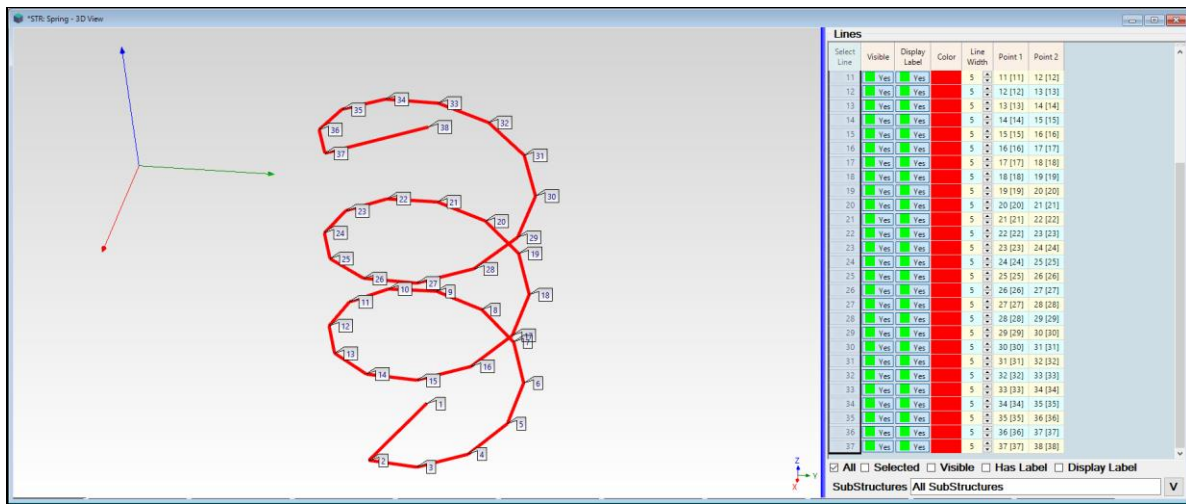 *STR: Spring - 3D View
34
35
33
36
38
32
37
31
30
22
23
21
24
20
29
25
19
28
26
27
18
10
9
11
8
12
13
16
14
15
6
1
5
4
2
3
Z
Y
X
Lines
Select Line Visible Display Label Color Line Width Point 1 Point 2
11 Yes Yes 5 11 [11] 12 [12]
12 Yes Yes 5 12 [12] 13 [13]
13 Yes Yes 5 13 [13] 14 [14]
14 Yes Yes 5 14 [14] 15 [15]
15 Yes Yes 5 15 [15] 16 [16]
16 Yes Yes 5 16 [16] 17 [17]
17 Yes Yes 5 17 [17] 18 [18]
18 Yes Yes 5 18 [18] 19 [19]
19 Yes Yes 5 19 [19] 20 [20]
20 Yes Yes 5 20 [20] 21 [21]
21 Yes Yes 5 21 [21] 22 [22]
22 Yes Yes 5 22 [22] 23 [23]
23 Yes Yes 5 23 [23] 24 [24]
24 Yes Yes 5 24 [24] 25 [25]
25 Yes Yes 5 25 [25] 26 [26]
26 Yes Yes 5 26 [26] 27 [27]
27 Yes Yes 5 27 [27] 28 [28]
28 Yes Yes 5 28 [28] 29 [29]
29 Yes Yes 5 29 [29] 30 [30]
30 Yes Yes 5 30 [30] 31 [31]
31 Yes Yes 5 31 [31] 32 [32]
32 Yes Yes 5 32 [32] 33 [33]
33 Yes Yes 5 33 [33] 34 [34]
34 Yes Yes 5 34 [34] 35 [35]
35 Yes Yes 5 35 [35] 36 [36]
36 Yes Yes 5 36 [36] 37 [37]
37 Yes Yes 5 37 [37] 38 [38]
All Selected Visible Has Label Display Label
SubStructures All SubStructures V